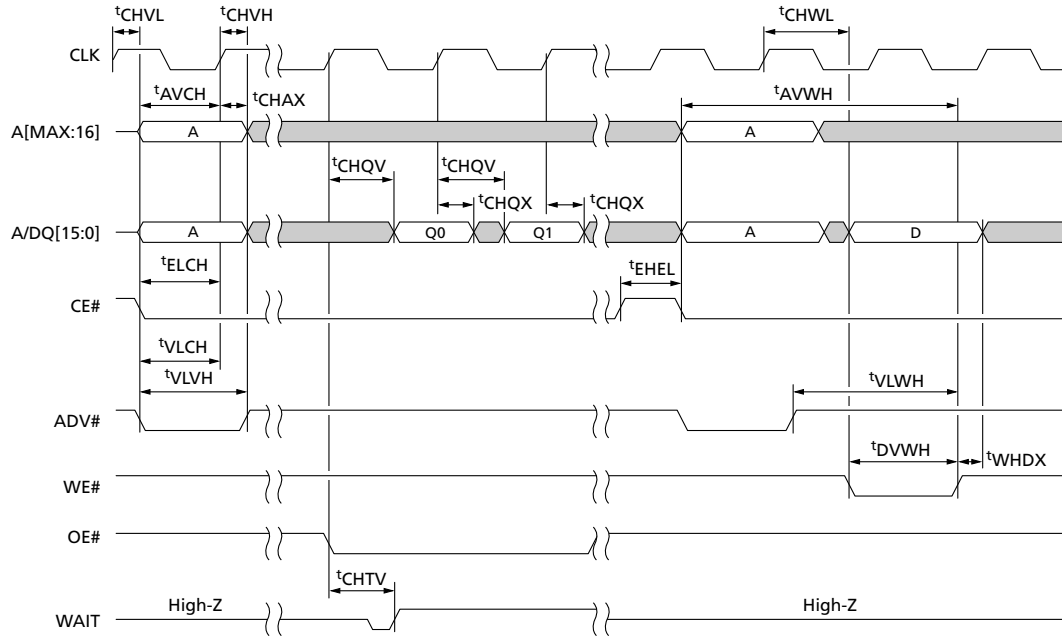 tCHVL tCHVH tCHWL
CLK
tAVCH tCHAX tAVWH
A[MAX:16] A A
tCHQV tCHQV
tCHQX tCHQX
A/DQ[15:0] A Q0 Q1 A D
tELCH tEHEL
CE#
tVLCH
tVLVH tVLWH
ADV#
tDVWH tWHDX
WE#
OE#
tCHTV
High-Z High-Z
WAIT